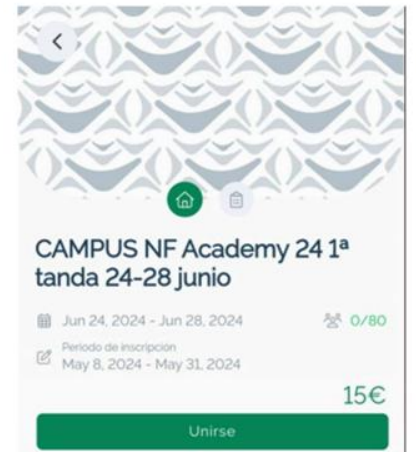 CAMPUS NF Academy 24 1ª
tanda 24-28 junio
Jun 24, 2024 - Jun 28, 2024
0/80
Periodo de inscripcion
May 8, 2024 - May 31, 2024
15€
Unirse